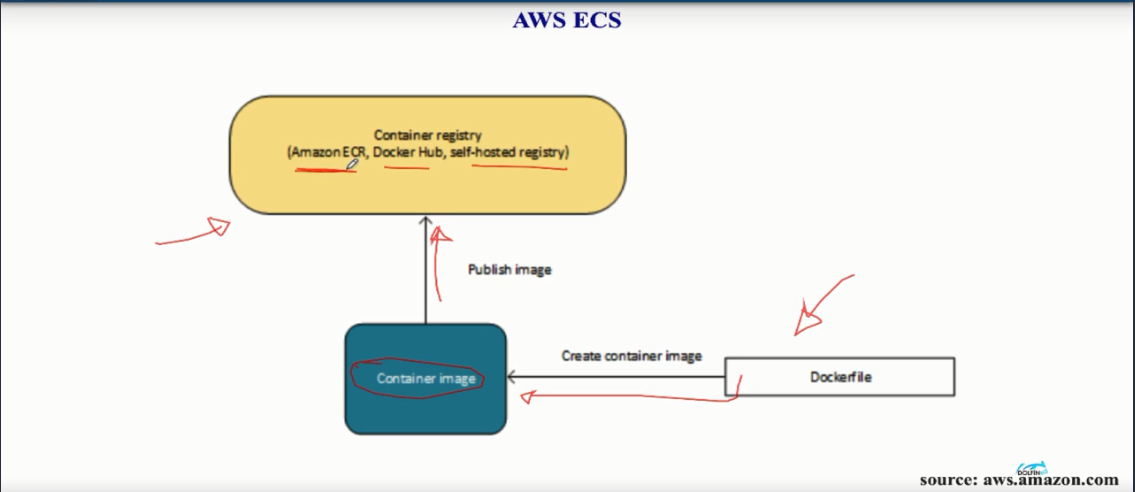 AWS ECS
Container registry
(Amazon ECR, Docker Hub, self-hosted registry)
Publish image
Create container image
Container image
Dockerfile
DOLFINED
source: aws.amazon.com